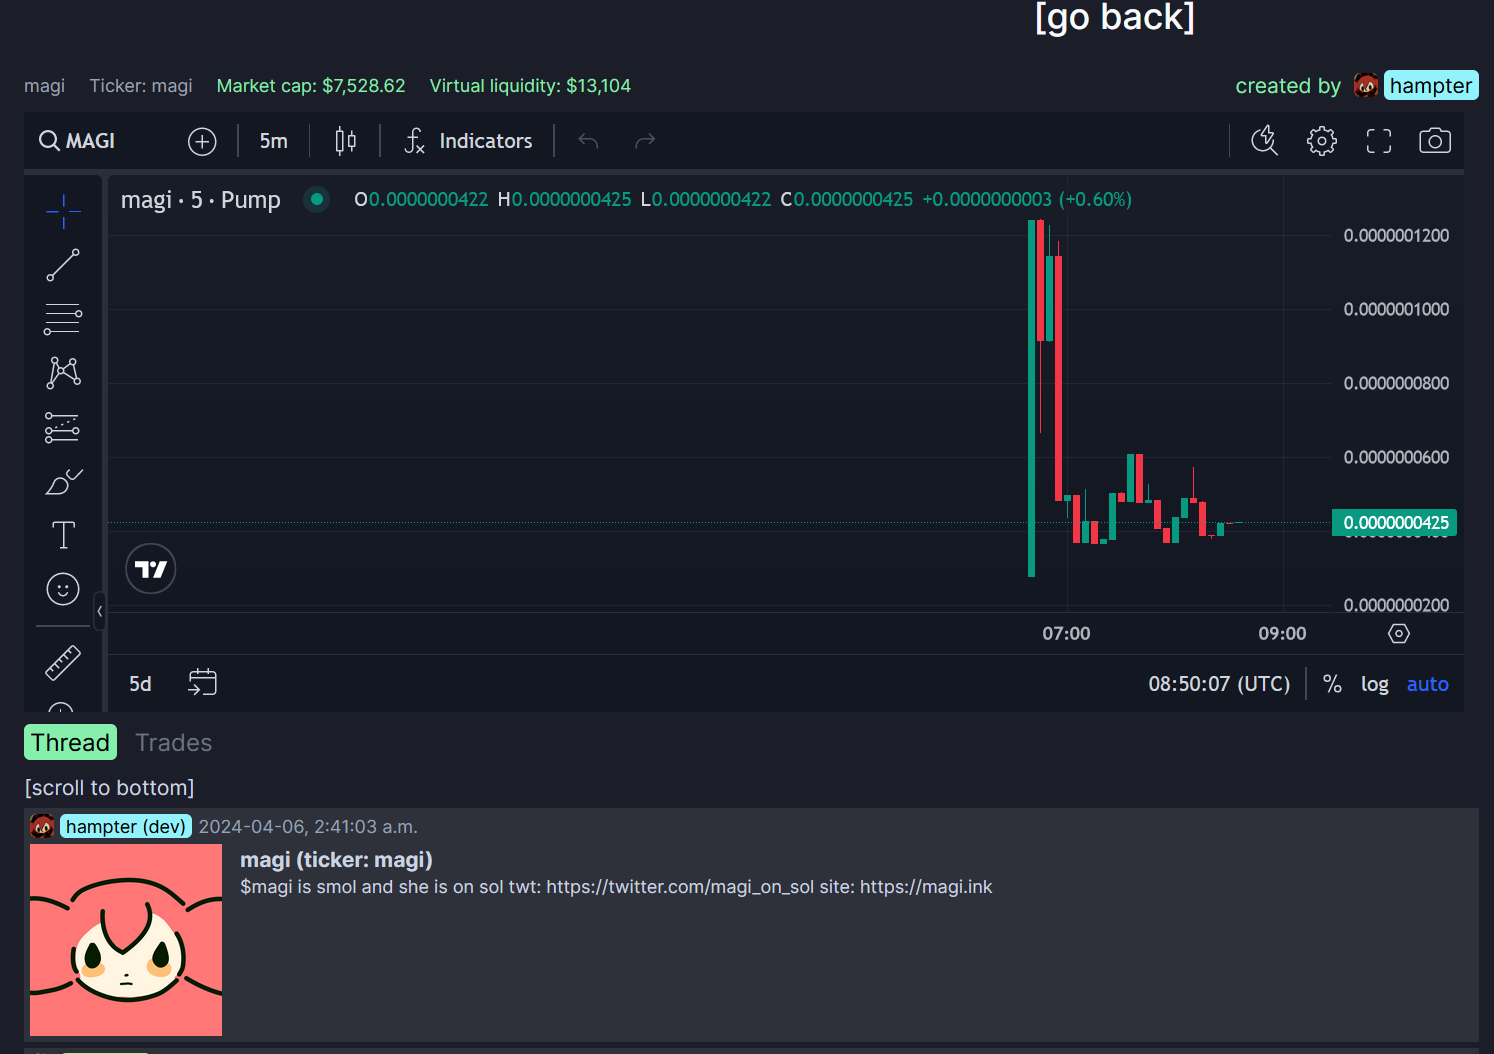 [go back]
magi Ticker: magi Market cap: $7,528.62 Virtual liquidity: $13,104 created by hampter
MAGI 5m Indicators
magi · 5 · Pump O0.0000000422 H0.0000000425 L0.0000000422 C0.0000000425 +0.0000000003 (+0.60%)
0.0000001200
0.0000001000
0.0000000800
0.0000000600
0.0000000425
0.0000000200
07:00 09:00
5d 08:50:07 (UTC) % log auto
Thread Trades
[scroll to bottom]
hampter (dev) 2024-04-06, 2:41:03 a.m.
magi (ticker: magi)
$magi is smol and she is on sol twt: https://twitter.com/magi_on_sol site: https://magi.ink